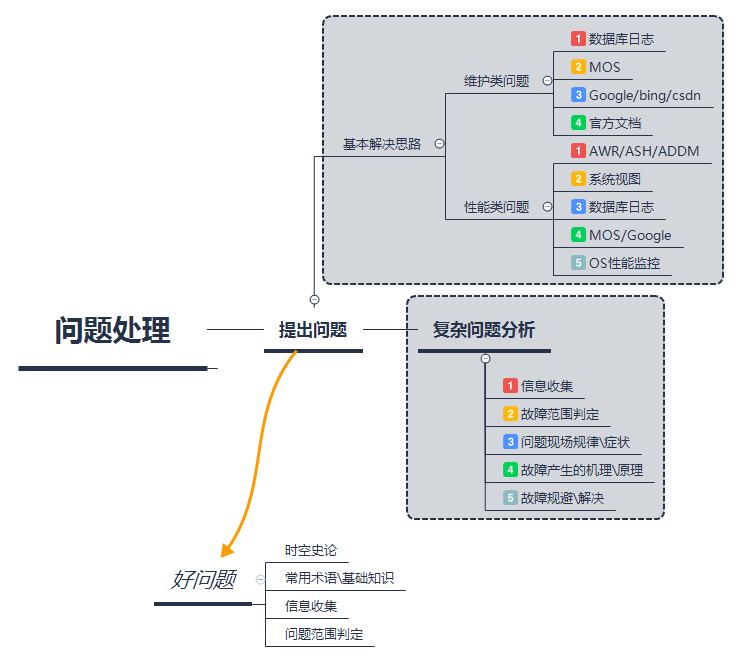 基本解决思路
维护类问题
1 数据库日志
2 MOS
3 Google/bing/csdn
4 官方文档
性能类问题
1 AWR/ASH/ADDM
2 系统视图
3 数据库日志
4 MOS/Google
5 OS性能监控
问题处理
提出问题
复杂问题分析
1 信息收集
2 故障范围判定
3 问题现场规律\症状
4 故障产生的机理\原理
5 故障规避\解决
好问题
时空史论
常用术语\基础知识
信息收集
问题范围判定